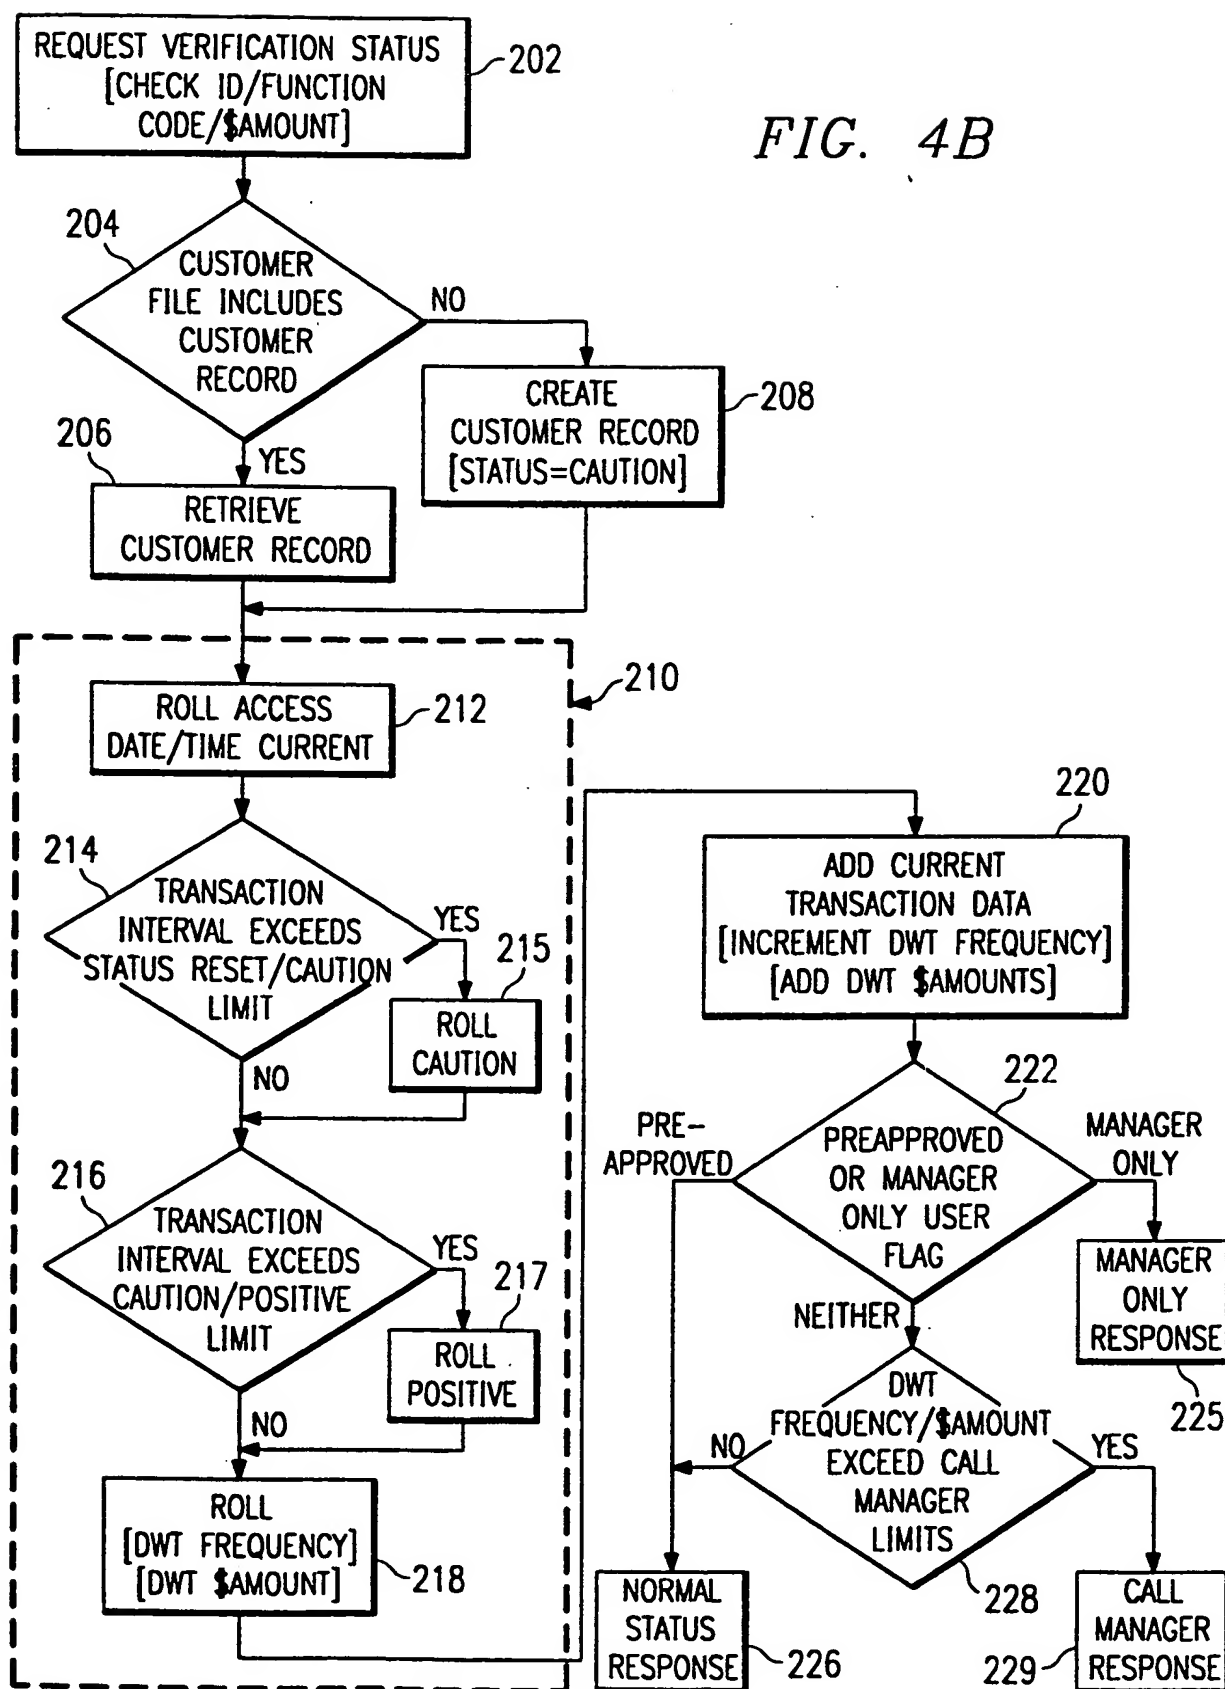 REQUEST VERIFICATION STATUS
[CHECK ID/FUNCTION
CODE/$AMOUNT]
202
FIG. 4B
204
CUSTOMER
FILE INCLUDES
CUSTOMER
RECORD
NO
YES
206
RETRIEVE
CUSTOMER RECORD
CREATE
CUSTOMER RECORD
[STATUS=CAUTION]
208
210
ROLL ACCESS
DATE/TIME CURRENT
212
214
TRANSACTION
INTERVAL EXCEEDS
STATUS RESET/CAUTION
LIMIT
YES
215
ROLL
CAUTION
NO
216
TRANSACTION
INTERVAL EXCEEDS
CAUTION/POSITIVE
LIMIT
YES
217
ROLL
POSITIVE
NO
ROLL
[DWT FREQUENCY]
[DWT $AMOUNT]
218
220
ADD CURRENT
TRANSACTION DATA
[INCREMENT DWT FREQUENCY]
[ADD DWT $AMOUNTS]
222
PRE-
APPROVED
PREAPPROVED
OR MANAGER
ONLY USER
FLAG
MANAGER
ONLY
MANAGER
ONLY
RESPONSE
225
NEITHER
DWT
FREQUENCY/$AMOUNT
EXCEED CALL
MANAGER
LIMITS
NO
YES
228
NORMAL
STATUS
RESPONSE
226
CALL
MANAGER
RESPONSE
229